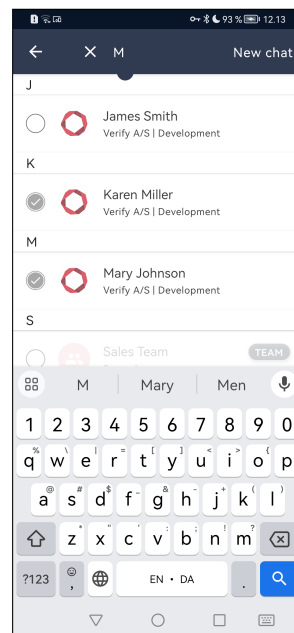 93 % 12.13
M New chat
J
James Smith
Verify A/S | Development
K
Karen Miller
Verify A/S | Development
M
Mary Johnson
Verify A/S | Development
S
Sales Team TEAM
M Mary Men
1 2 3 4 5 6 7 8 9 0
q w e r t y u i o p
a s d f g h j k l
z x c v b n m
?123 , EN • DA .